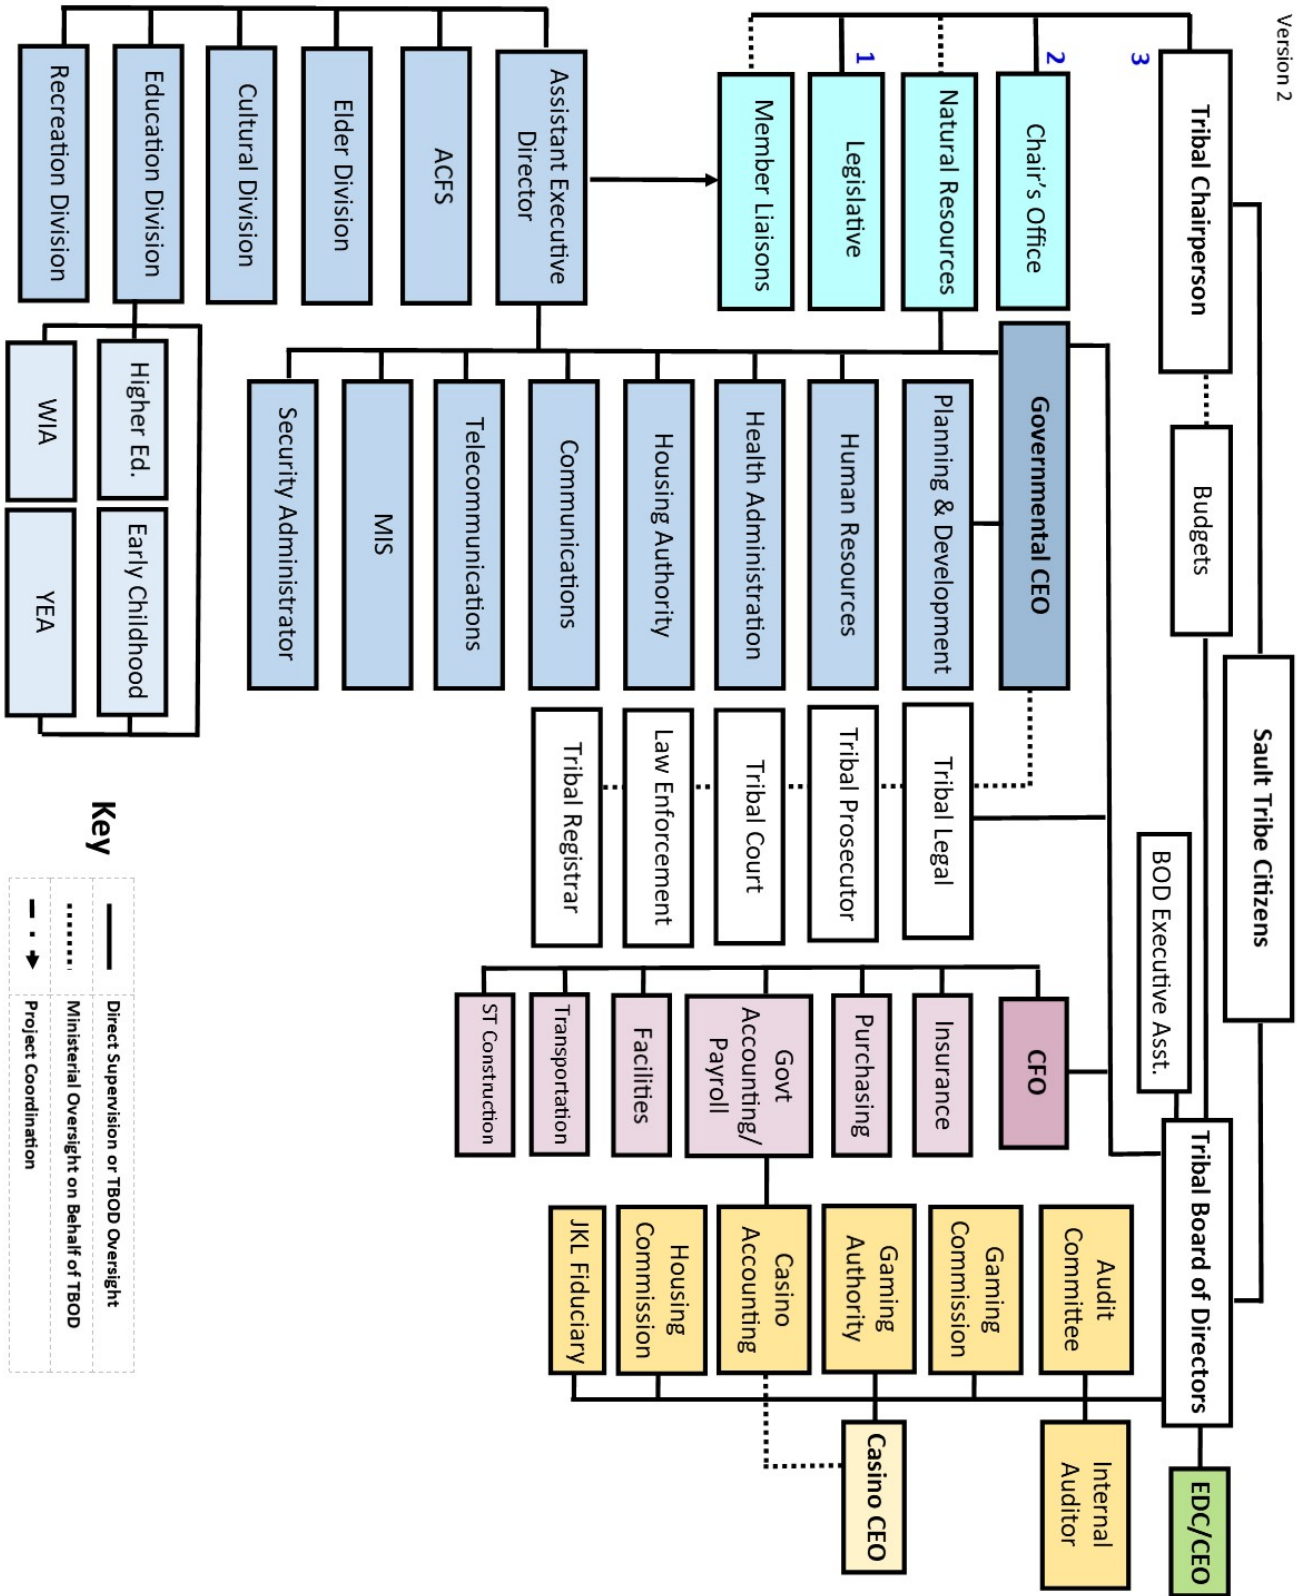 Version 2
Sault Tribe Citizens
Tribal Chairperson
Budgets
Tribal Board of Directors
EDC/CEO
BOD Executive Asst.
3
2
1
Chair's Office
Natural Resources
Legislative
Member Liaisons
Governmental CEO
Planning & Development
Human Resources
Health Administration
Housing Authority
Communications
Telecommunications
MIS
Security Administrator
Tribal Legal
Tribal Prosecutor
Tribal Court
Law Enforcement
Tribal Registrar
CFO
Insurance
Purchasing
Govt
Accounting/
Payroll
Facilities
Transportation
ST Construction
Audit
Committee
Internal
Auditor
Gaming
Commission
Gaming
Authority
Casino CEO
Casino
Accounting
Housing
Commission
JKL Fiduciary
Assistant Executive
Director
ACFS
Elder Division
Cultural Division
Education Division
Recreation Division
Higher Ed.
Early Childhood
WIA
YEA
Key
Direct Supervision or TBOD Oversight
Ministerial Oversight on Behalf of TBOD
Project Coordination